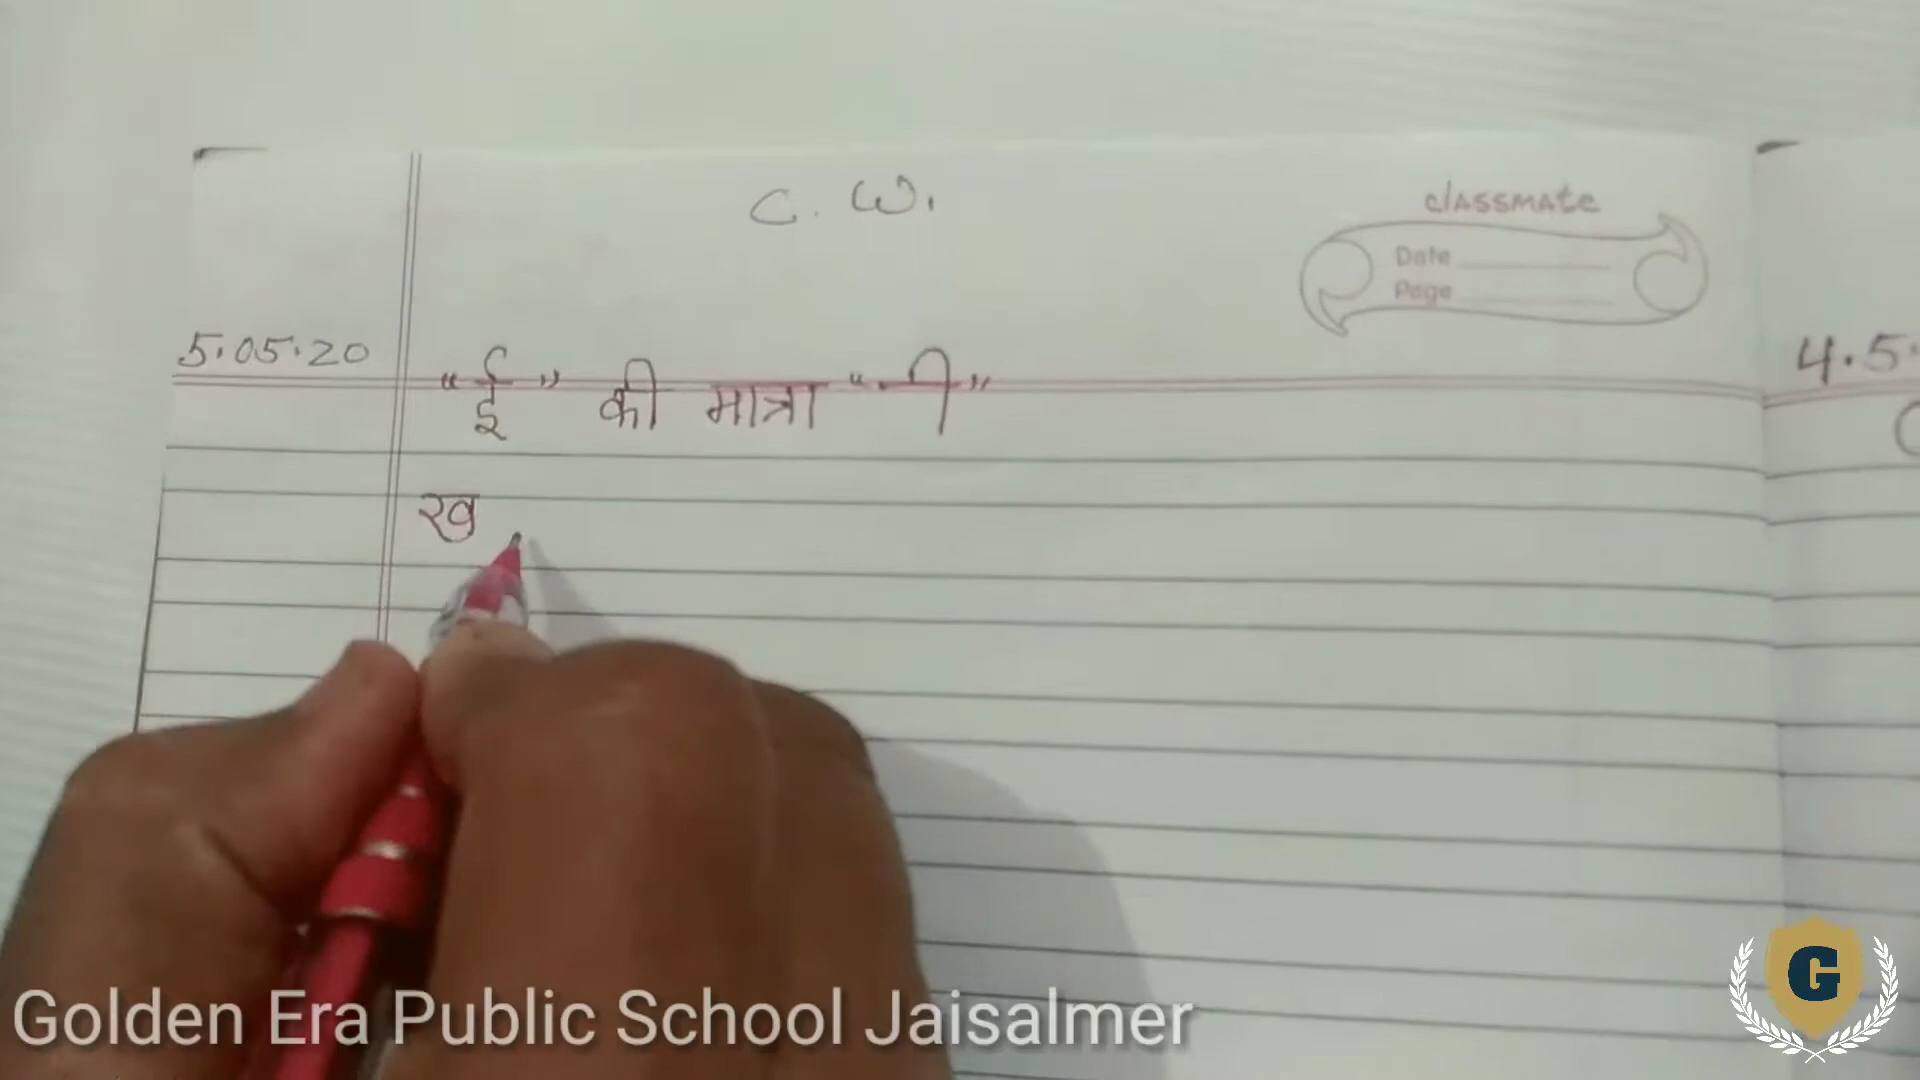 C. W.
classmate
Date
Page
5.05.20
"ई" की मात्रा "ी"
ख
4.5.
Golden Era Public School Jaisalmer
G